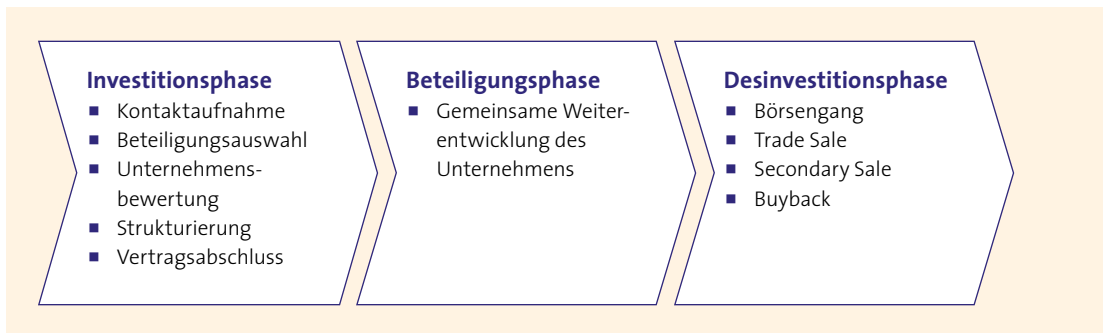 Investitionsphase
Kontaktaufnahme
Beteiligungsauswahl
Unternehmens-
bewertung
Strukturierung
Vertragsabschluss
Beteiligungsphase
Gemeinsame Weiter-
entwicklung des
Unternehmens
Desinvestitionsphase
Börsengang
Trade Sale
Secondary Sale
Buyback